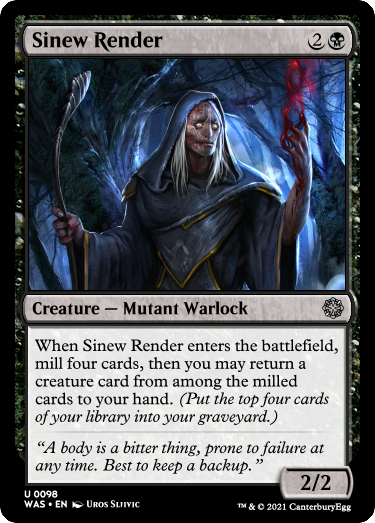 Sinew Render 2
Creature — Mutant Warlock
When Sinew Render enters the battlefield,
mill four cards, then you may return a
creature card from among the milled
cards to your hand. (Put the top four cards
of your library into your graveyard.)
“A body is a bitter thing, prone to failure at
any time. Best to keep a backup.”
2/2
U 0098
WAS • EN Uros Sljivic
™ & © 2021 CanterburyEgg